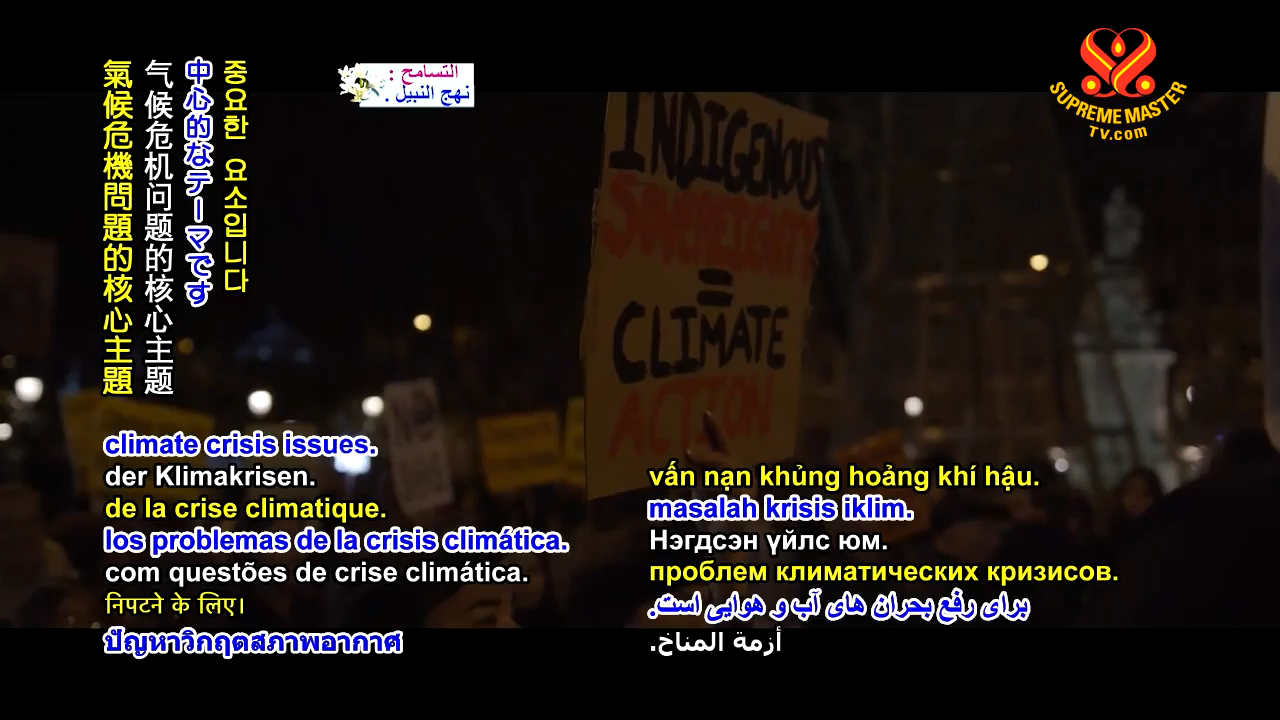 氣候危機問題的核心主題
气候危机问题的核心主题
中心的なテーマです
중요한 요소입니다
التسامح :
نهج النبيل .
SUPREME MASTER
TV.com
INDIGENOUS
SOVREIGNTY
=
CLIMATE
ACTION
climate crisis issues.
der Klimakrisen.
de la crise climatique.
los problemas de la crisis climática.
com questões de crise climática.
निपटने के लिए।
ปัญหาวิกฤตสภาพอากาศ
vấn nạn khủng hoảng khí hậu.
masalah krisis iklim.
Нэгдсэн үйлс юм.
проблем климатических кризисов.
برای رفع بحران های آب و هوایی است.
أزمة المناخ.